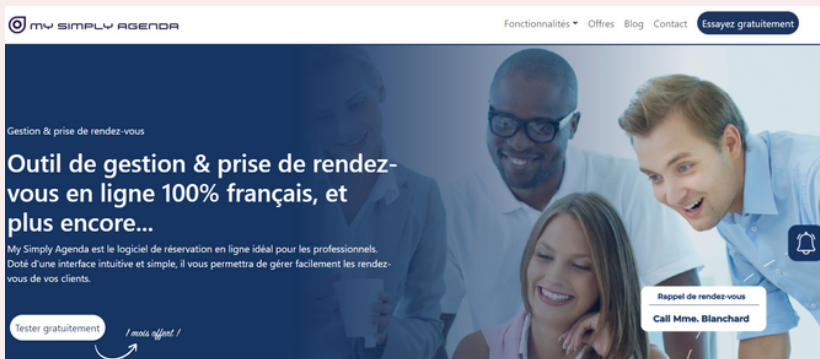 MY SIMPLY AGENDA
Fonctionnalités Offres Blog Contact Essayez gratuitement
Gestion & prise de rendez-vous
Outil de gestion & prise de rendez-
vous en ligne 100% français, et
plus encore...
My Simply Agenda est le logiciel de réservation en ligne idéal pour les professionnels.
Doté d'une interface intuitive et simple, il vous permettra de gérer facilement les rendez-
vous de vos clients.
Rappel de rendez-vous
Call Mme. Blanchard
Tester gratuitement
1 mois offert !